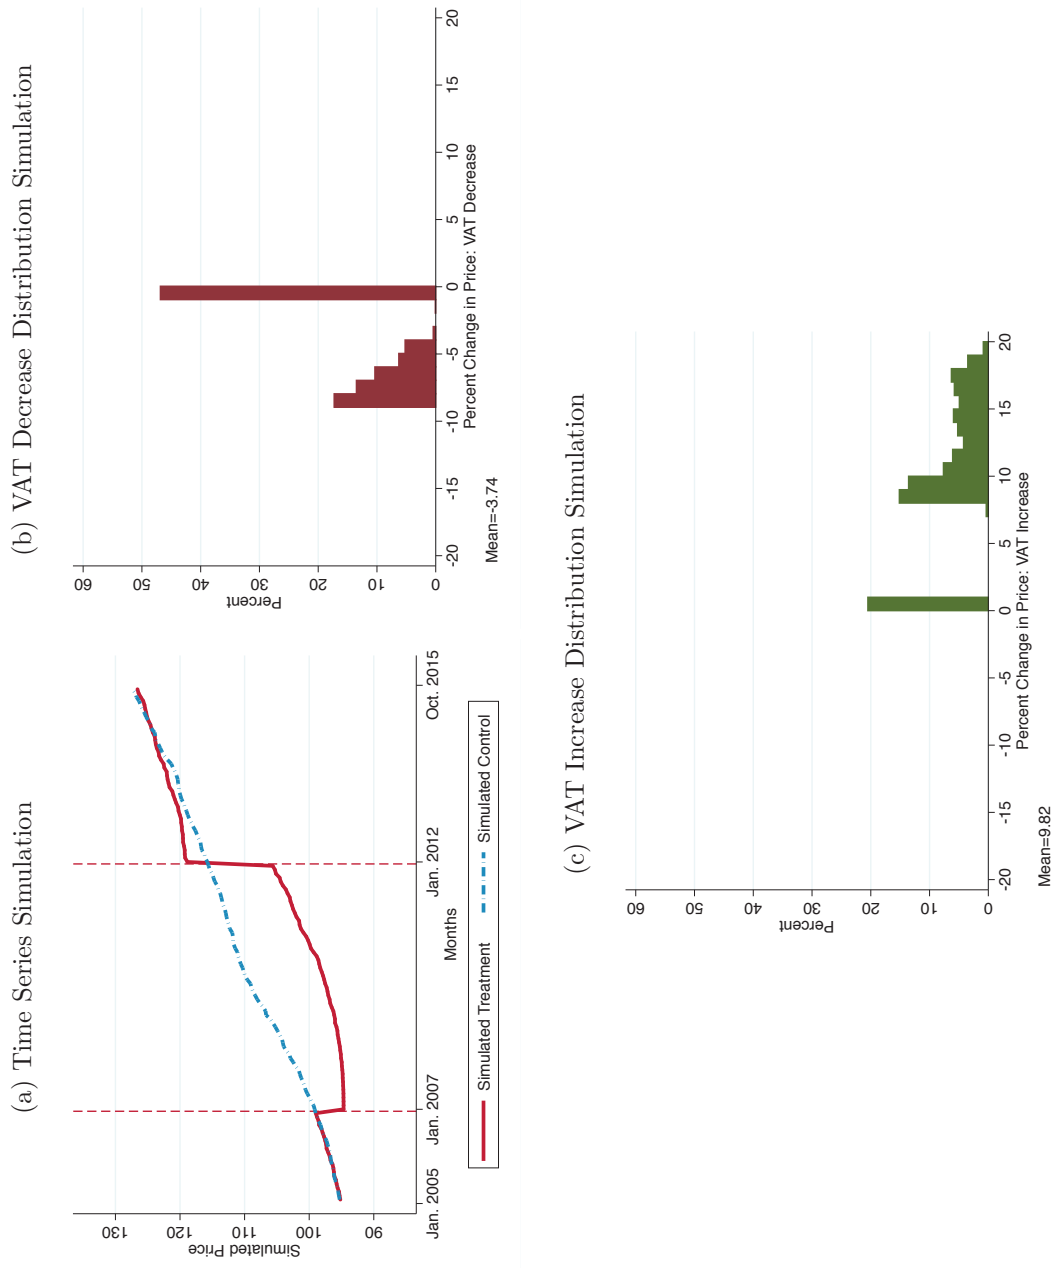 (a) Time Series Simulation
130
120
110
100
90
Simulated Price
Jan. 2005
Jan. 2007
Jan. 2012
Oct. 2015
Months
Simulated Treatment
Simulated Control
(b) VAT Decrease Distribution Simulation
60
50
40
30
20
10
0
Percent
-20
-15
-10
-5
0
5
10
15
20
Percent Change in Price: VAT Decrease
Mean=-3.74
(c) VAT Increase Distribution Simulation
60
50
40
30
20
10
0
Percent
-20
-15
-10
-5
0
5
10
15
20
Percent Change in Price: VAT Increase
Mean=9.82